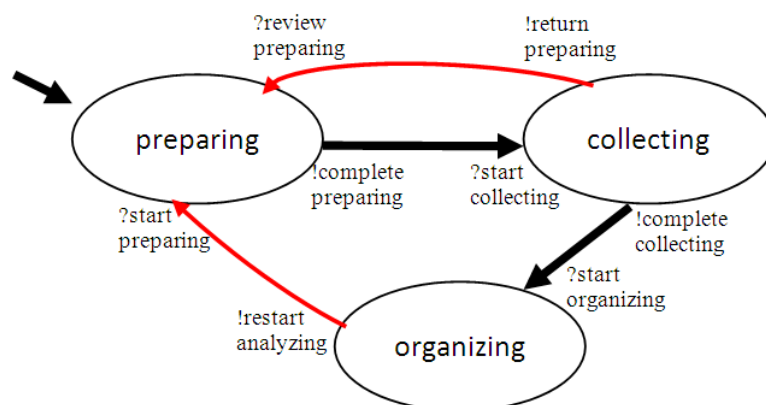 ?review
preparing
!return
preparing
preparing
collecting
!complete
preparing
?start
collecting
?start
preparing
!complete
collecting
?start
organizing
!restart
analyzing
organizing